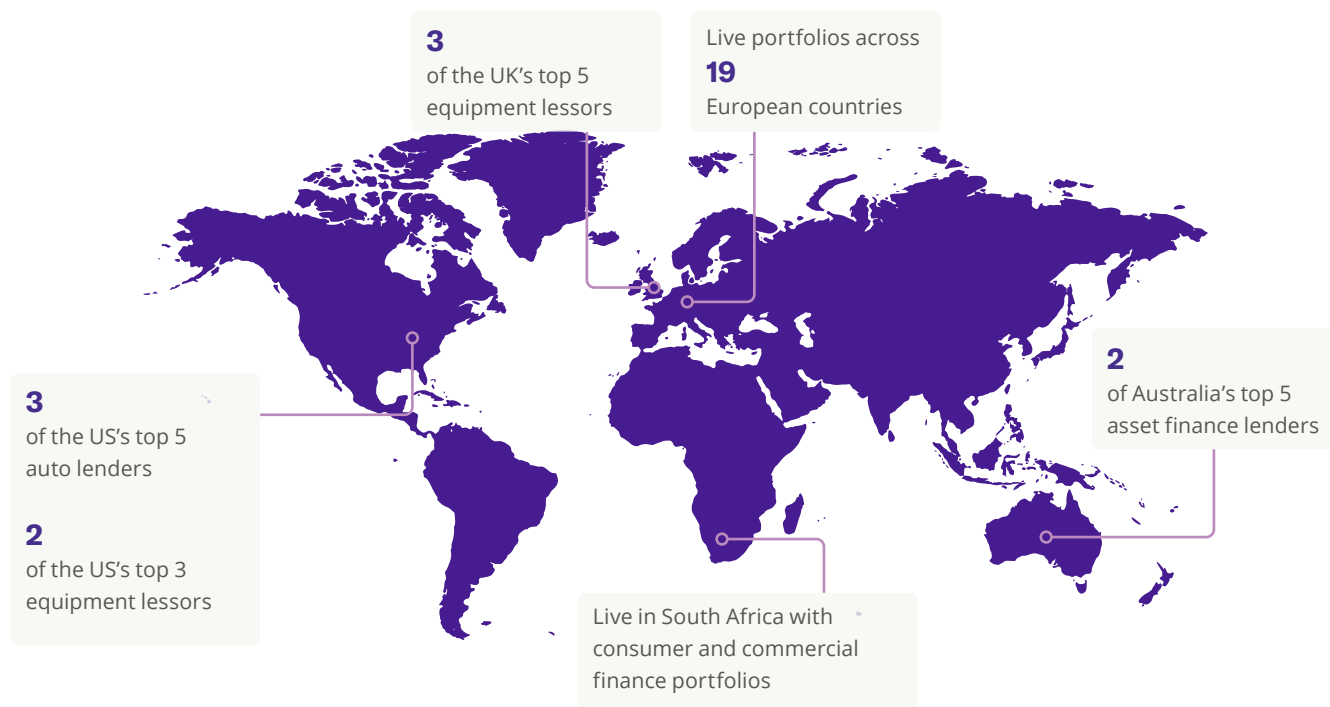 3
of the UK’s top 5
equipment lessors
Live portfolios across
19
European countries
3
of the US’s top 5
auto lenders
2
of the US’s top 3
equipment lessors
2
of Australia’s top 5
asset finance lenders
Live in South Africa with
consumer and commercial
finance portfolios